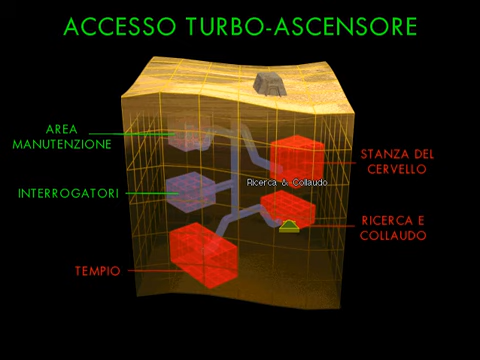 ACCESSO TURBO-ASCENSORE
AREA
MANUTENZIONE
STANZA DEL
CERVELLO
Ricerca & Collaudo
INTERROGATORI
RICERCA E
COLLAUDO
TEMPIO